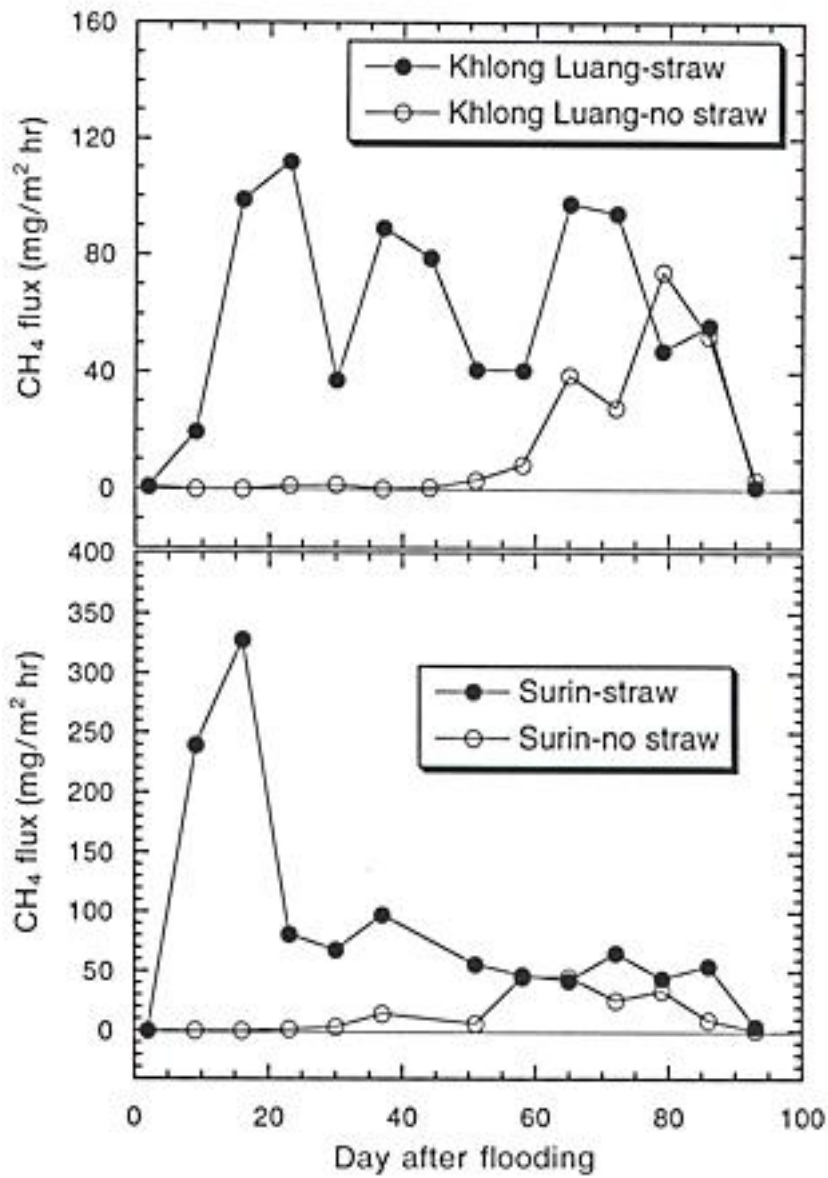 160
120
80
40
0
CH₄ flux (mg/m² hr)
Khlong Luang-straw
Khlong Luang-no straw
400
350
300
250
200
150
100
50
0
CH₄ flux (mg/m² hr)
Surin-straw
Surin-no straw
0 20 40 60 80 100
Day after flooding